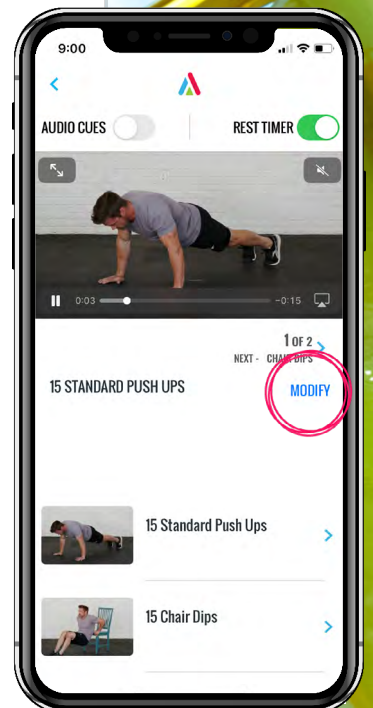 9:00
AUDIO CUES
REST TIMER
0:03
-0:15
1 OF 2
NEXT - CHAIR DIPS
15 STANDARD PUSH UPS
MODIFY
15 Standard Push Ups
15 Chair Dips